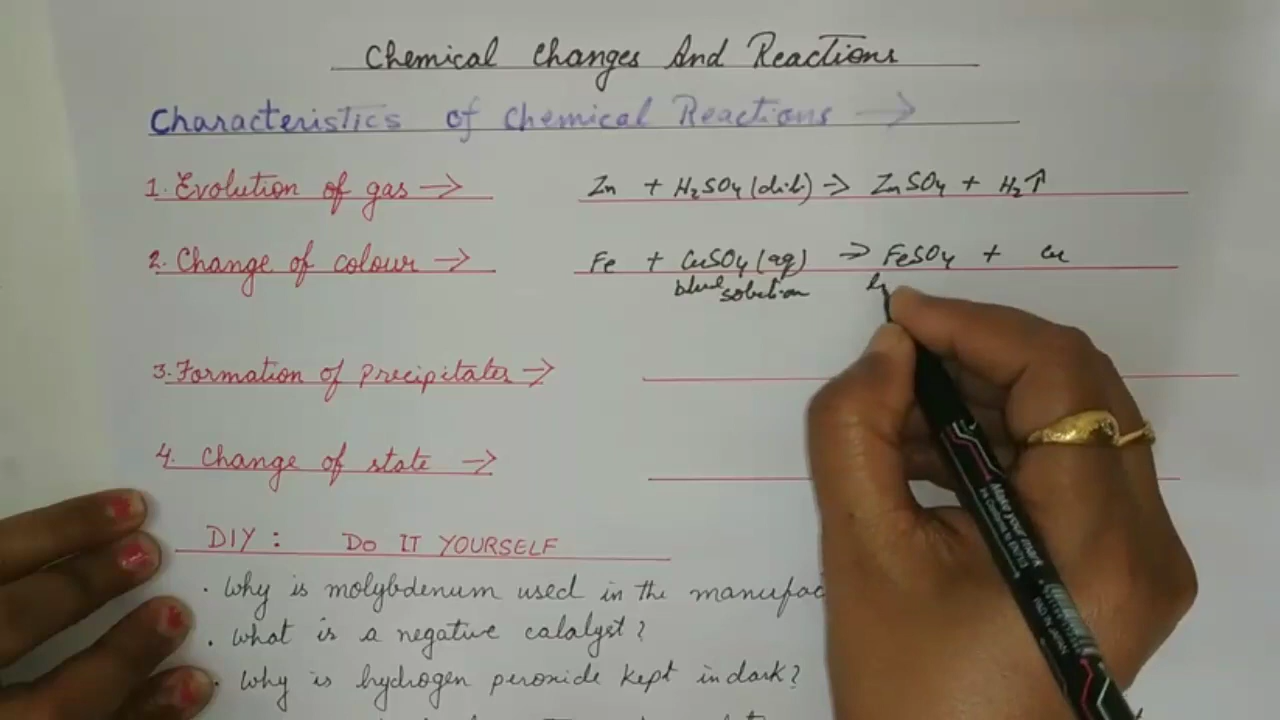 Chemical Changes And Reactions
Characteristics of Chemical Reactions →
1. Evolution of gas → Zn + H₂SO₄ (dil) → ZnSO₄ + H₂↑
2. Change of colour → Fe + CuSO₄ (aq) → FeSO₄ + Cu
blue solution
3. Formation of precipitates →
4. Change of state →
DIY : DO IT YOURSELF
. Why is molybdenum used in the manufac
. What is a negative catalyst?
. Why is hydrogen peroxide kept in dark?
Make your mark